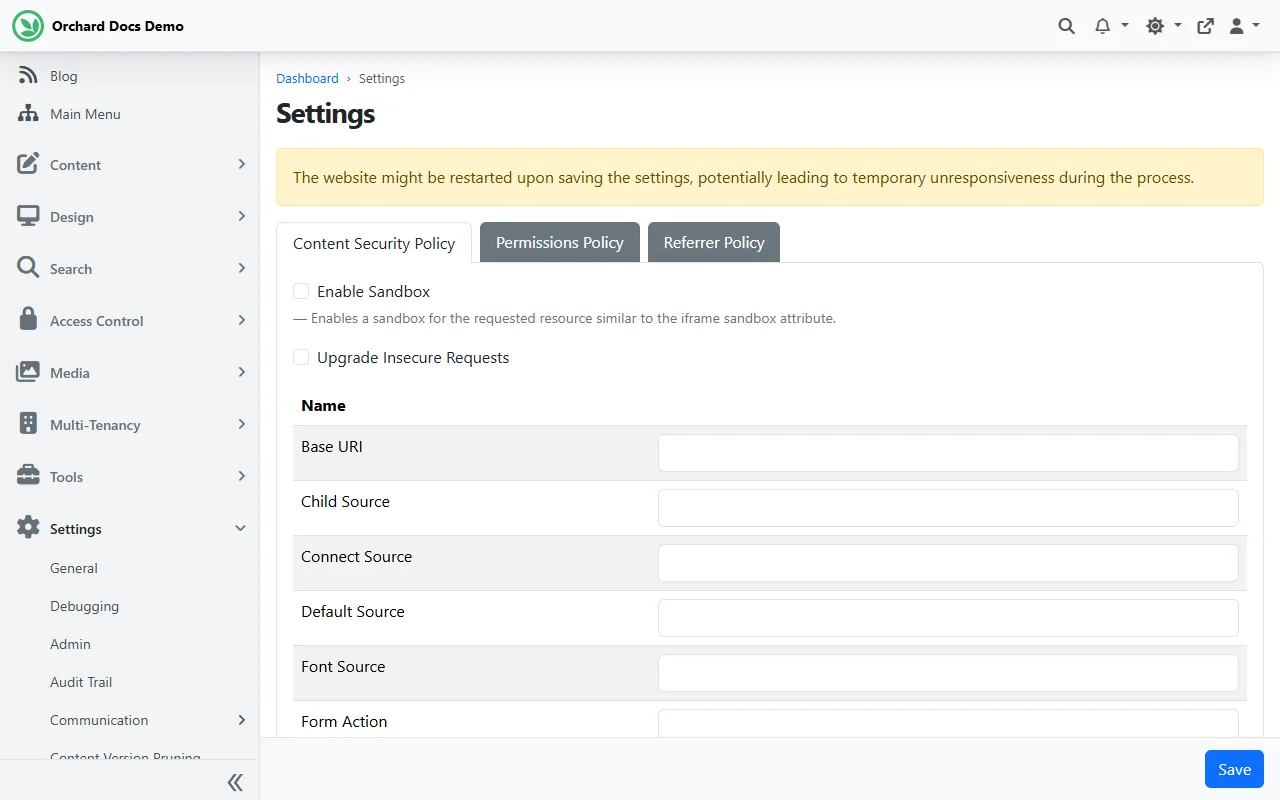 Orchard Docs Demo
Blog
Main Menu
Content
Design
Search
Access Control
Media
Multi-Tenancy
Tools
Settings
General
Debugging
Admin
Audit Trail
Communication
Content Version Pruning
Dashboard › Settings
Settings
The website might be restarted upon saving the settings, potentially leading to temporary unresponsiveness during the process.
Content Security Policy Permissions Policy Referrer Policy
Enable Sandbox
— Enables a sandbox for the requested resource similar to the iframe sandbox attribute.
Upgrade Insecure Requests
Name
Base URI
Child Source
Connect Source
Default Source
Font Source
Form Action
Save